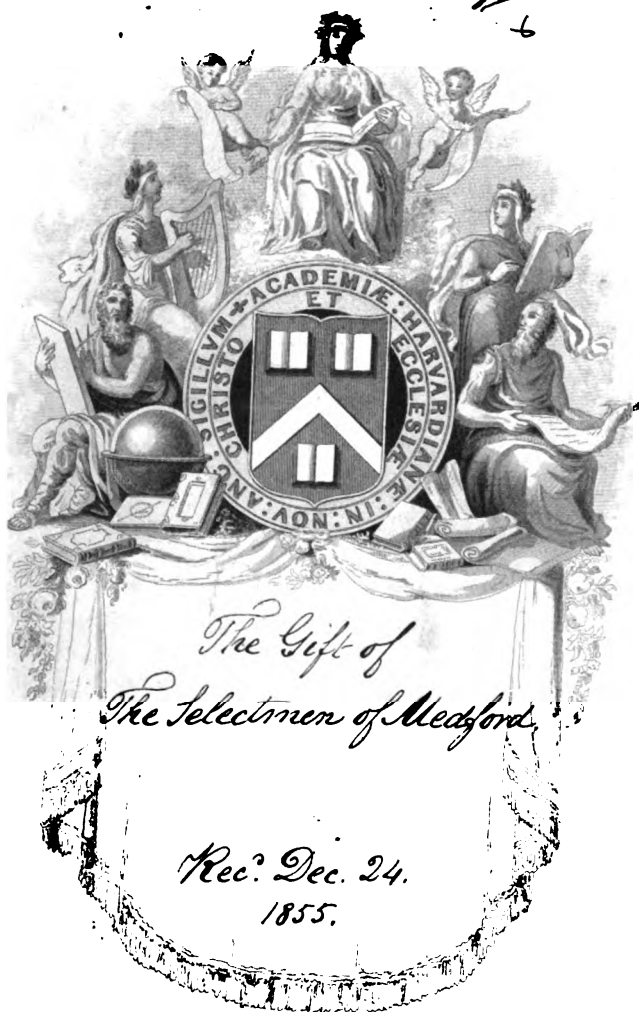 6
SIGILLVM ✢ ACADEMIÆ : HARVARDIANÆ : IN : NOV : ANG :
CHRISTO ET ECCLESIÆ
The Gift of
The Selectmen of Medford.
Rec.ᵈ Dec. 24.
1855.